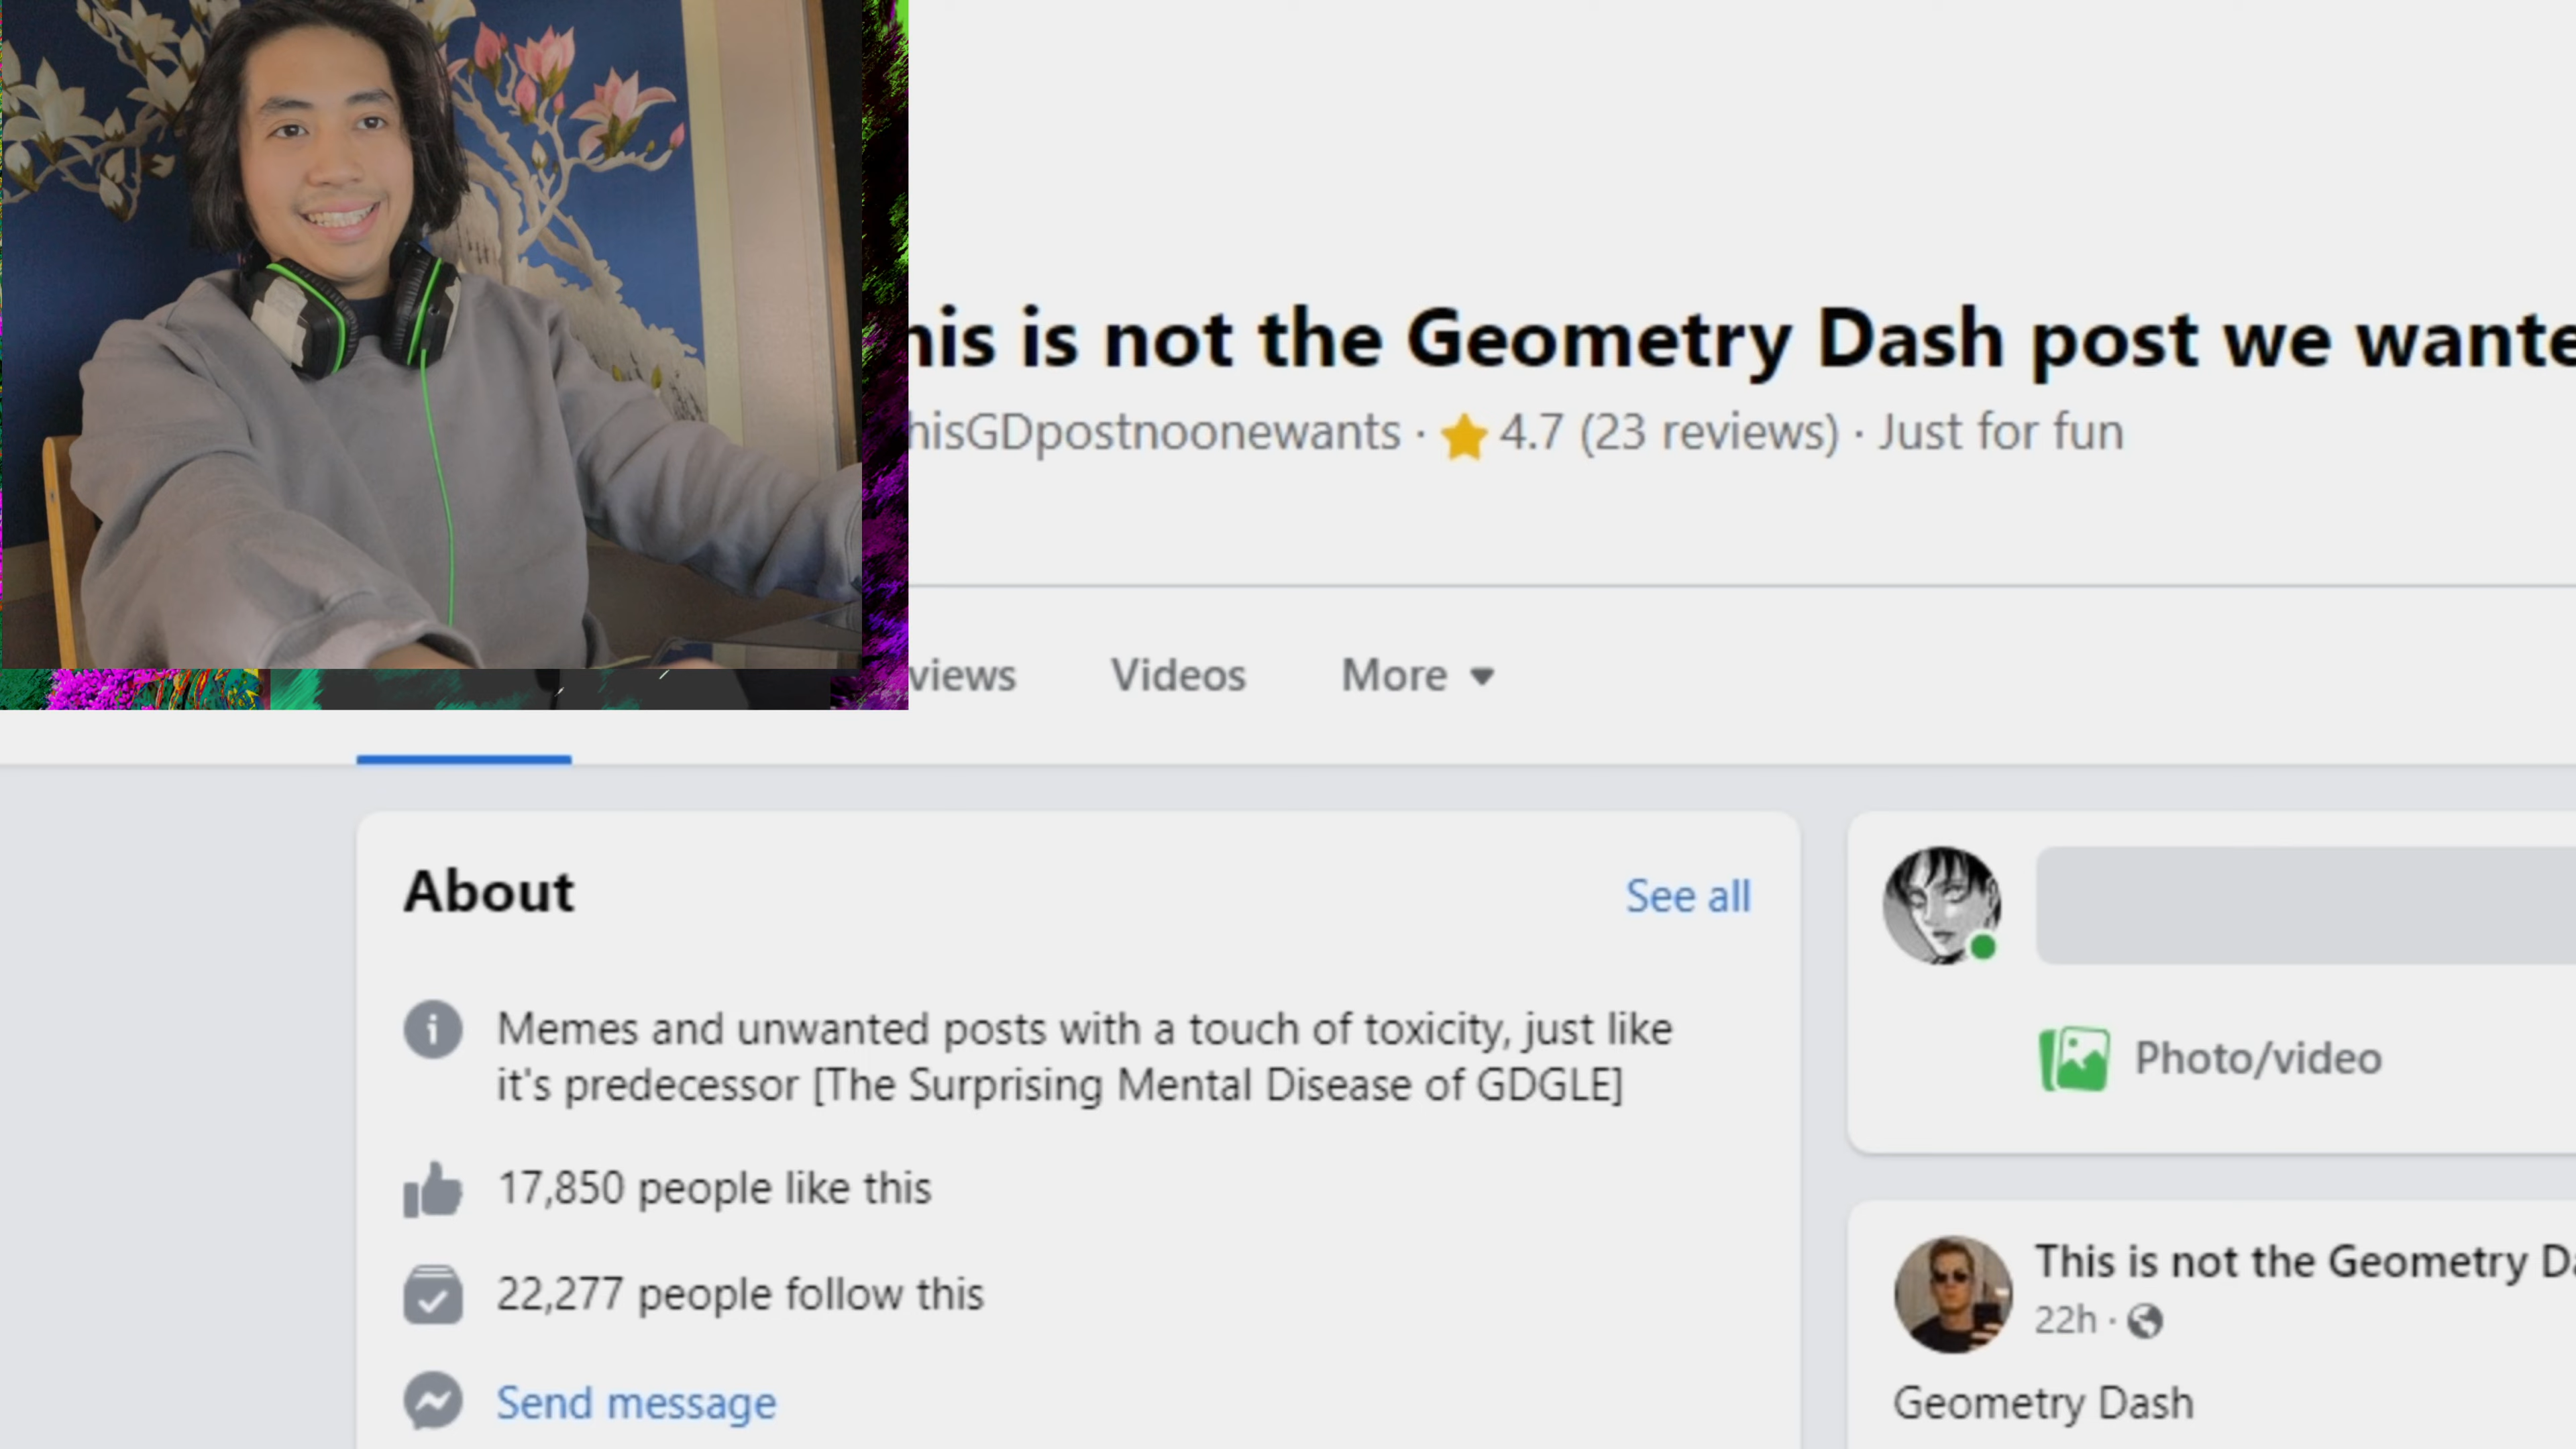 his is not the Geometry Dash post we wante
hisGDpostnoonewants · 4.7 (23 reviews) · Just for fun
views Videos More
About See all
Memes and unwanted posts with a touch of toxicity, just like
it's predecessor [The Surprising Mental Disease of GDGLE]
17,850 people like this
22,277 people follow this
Send message
Photo/video
This is not the Geometry Da
22h ·
Geometry Dash